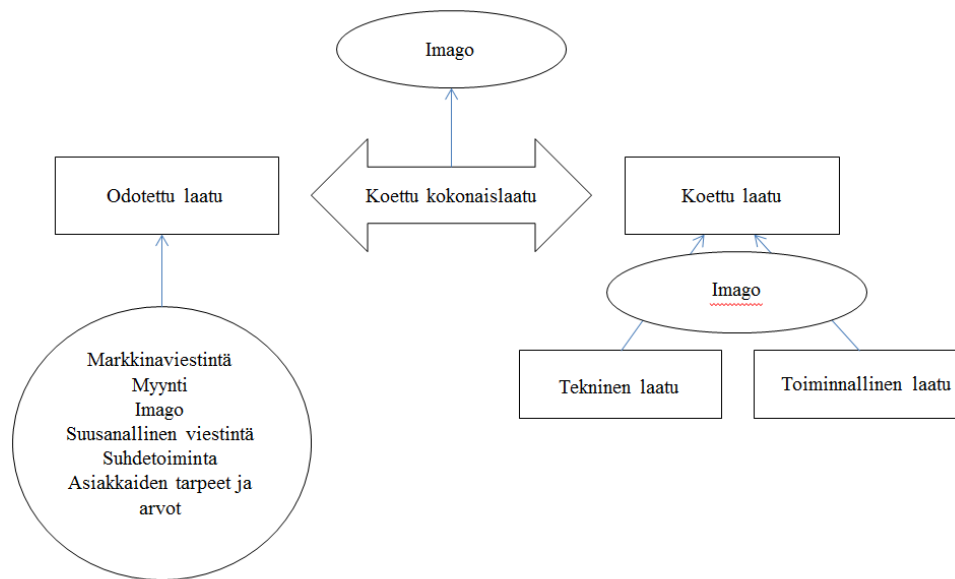 Imago
Odotettu laatu
Koettu kokonaislaatu
Koettu laatu
Imago
Markkinaviestintä
Myynti
Imago
Suusanallinen viestintä
Suhdetoiminta
Asiakkaiden tarpeet ja
arvot
Tekninen laatu
Toiminnallinen laatu